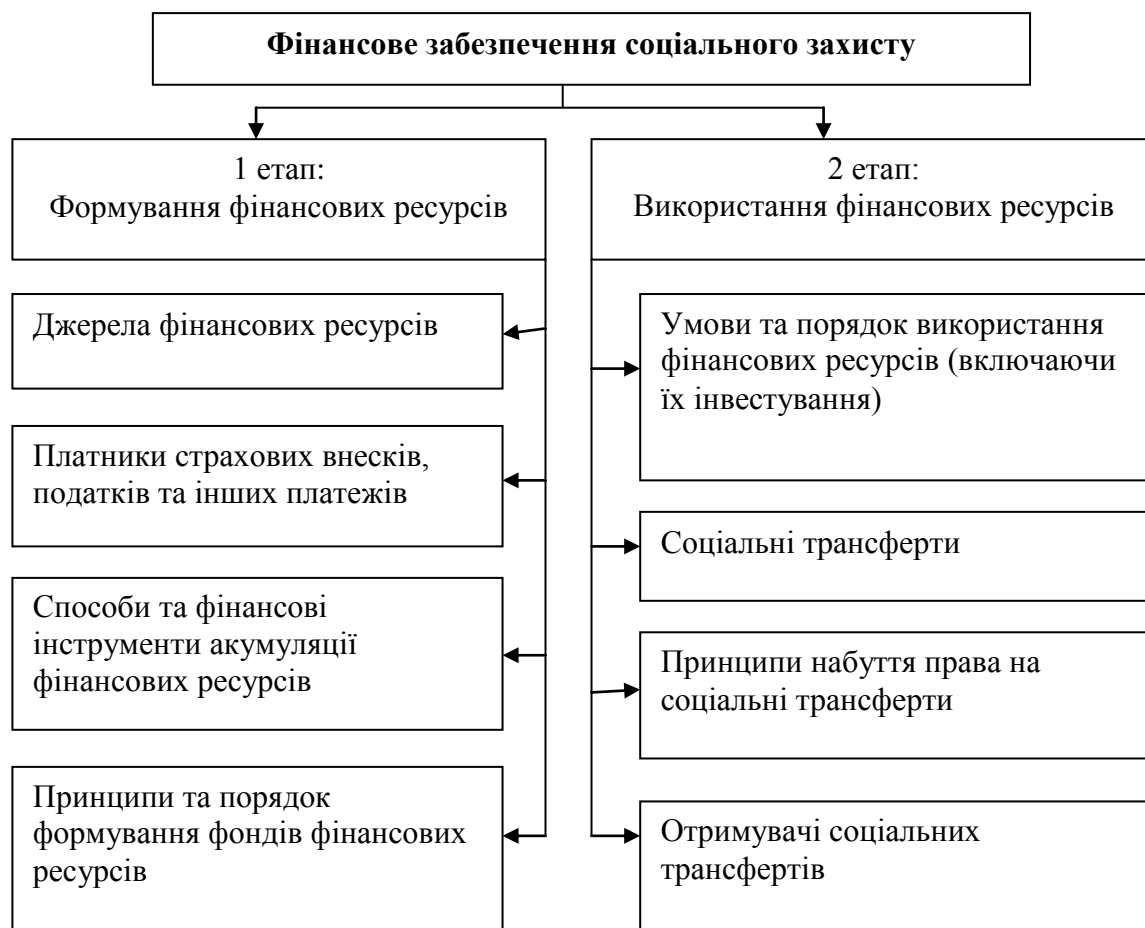 Фінансове забезпечення соціального захисту
1 етап:
Формування фінансових ресурсів
Джерела фінансових ресурсів
Платники страхових внесків,
податків та інших платежів
Способи та фінансові
інструменти акумуляції
фінансових ресурсів
Принципи та порядок
формування фондів фінансових
ресурсів
2 етап:
Використання фінансових ресурсів
Умови та порядок використання
фінансових ресурсів (включаючи
їх інвестування)
Соціальні трансферти
Принципи набуття права на
соціальні трансферти
Отримувачі соціальних
трансфертів